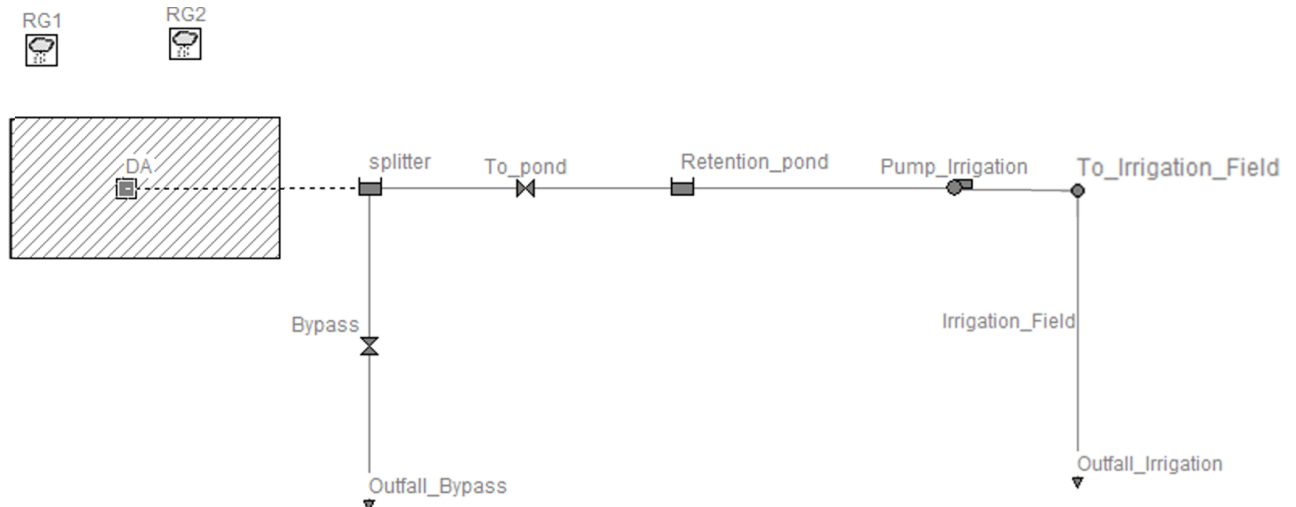 RG1
RG2
DA
splitter
To_pond
Retention_pond
Pump_Irrigation
To_Irrigation_Field
Bypass
Irrigation_Field
Outfall_Bypass
Outfall_Irrigation